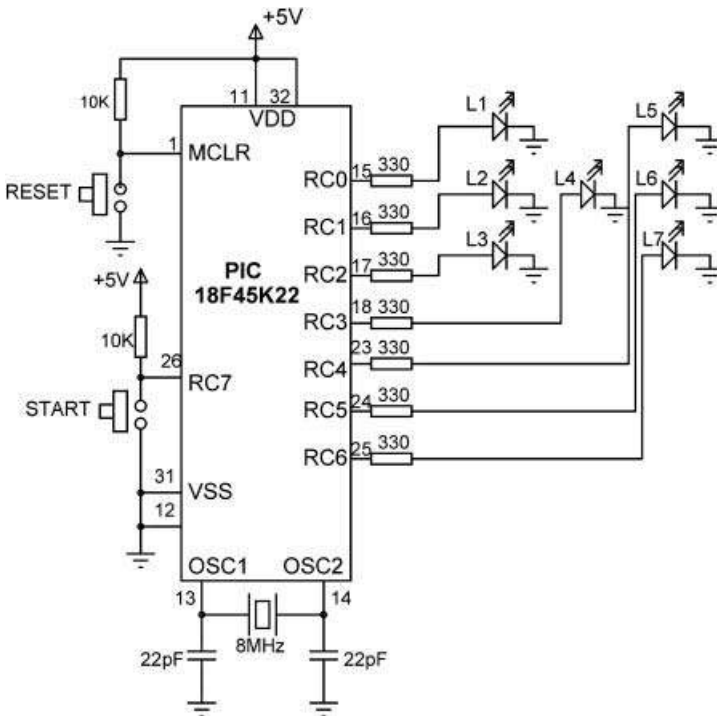 +5V
10K
11
32
VDD
1
MCLR
RESET
PIC
18F45K22
+5V
10K
26
RC7
START
31
VSS
12
OSC1
OSC2
13
14
8MHz
22pF
22pF
RC0
15
330
L1
RC1
16
330
L2
RC2
17
330
L3
RC3
18
330
L4
RC4
23
330
L5
RC5
24
330
L6
RC6
25
330
L7